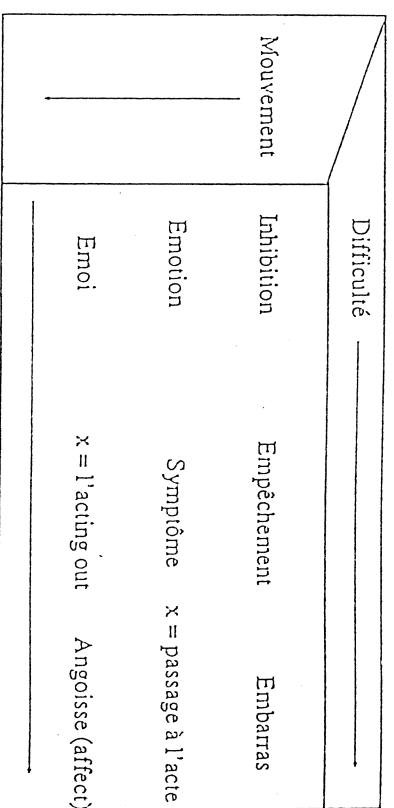 Difficulté
Mouvement Inhibition Empêchement Embarras
Emotion Symptôme x = passage à l'acte
Emoi x = l'acting out Angoisse (affect)